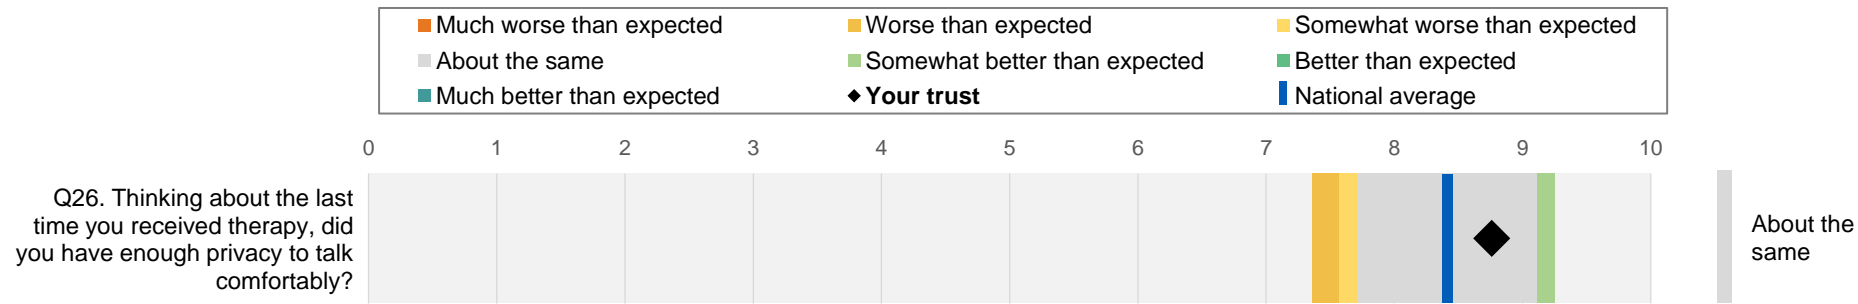 Much worse than expected
Worse than expected
Somewhat worse than expected
About the same
Somewhat better than expected
Better than expected
Much better than expected
Your trust
National average
0 1 2 3 4 5 6 7 8 9 10
Q26. Thinking about the last
time you received therapy, did
you have enough privacy to talk
comfortably?
About the
same